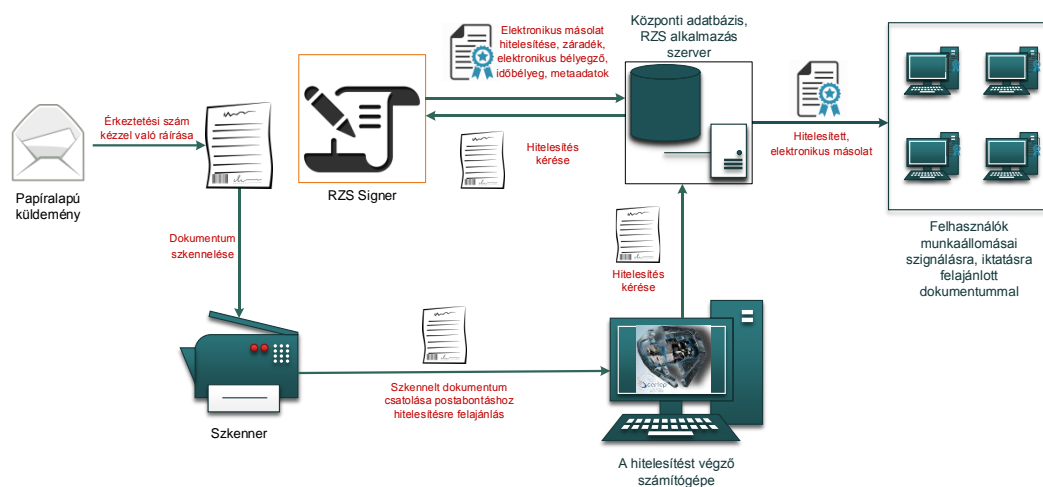 Elektronikus másolat
hitelesítése, záradék,
elektronikus bélyegző,
időbélyeg, metaadatok
Központi adatbázis,
RZS alkalmazás
szerver
Érkeztetési szám
kézzel való ráírása
Hitelesítés
kérése
Hitelesített,
elektronikus másolat
Papíralapú
küldemény
RZS Signer
Dokumentum
szkennelése
Hitelesítés
kérése
Felhasználók
munkaállomásai
szignálásra, iktatásra
felajánlott
dokumentummal
Szkennelt dokumentum
csatolása postabontáshoz
hitelesítésre felajánlás
Szkenner
A hitelesítést végző
számítógépe